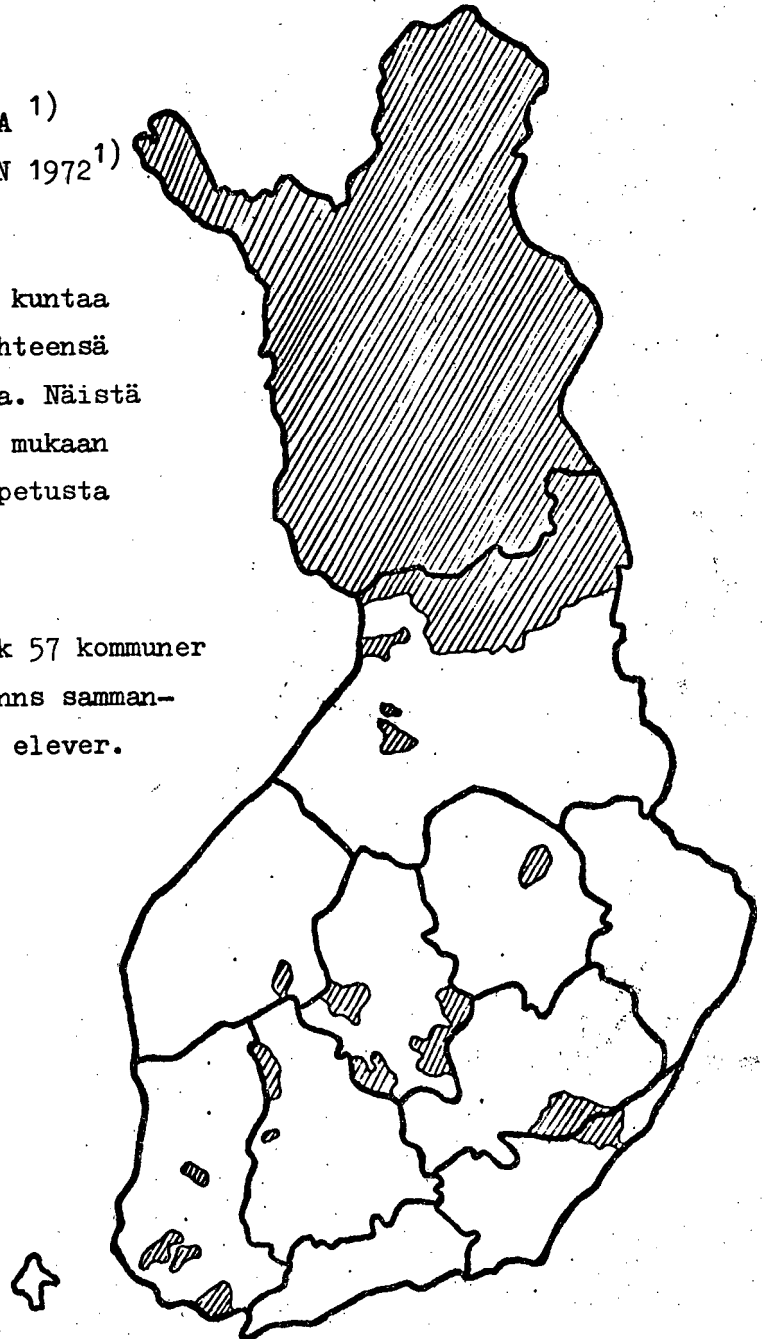 A 1)
N 1972 1)
kuntaa
hteensä
a. Näistä
mukaan
petusta
k 57 kommuner
nns samman-
elever.